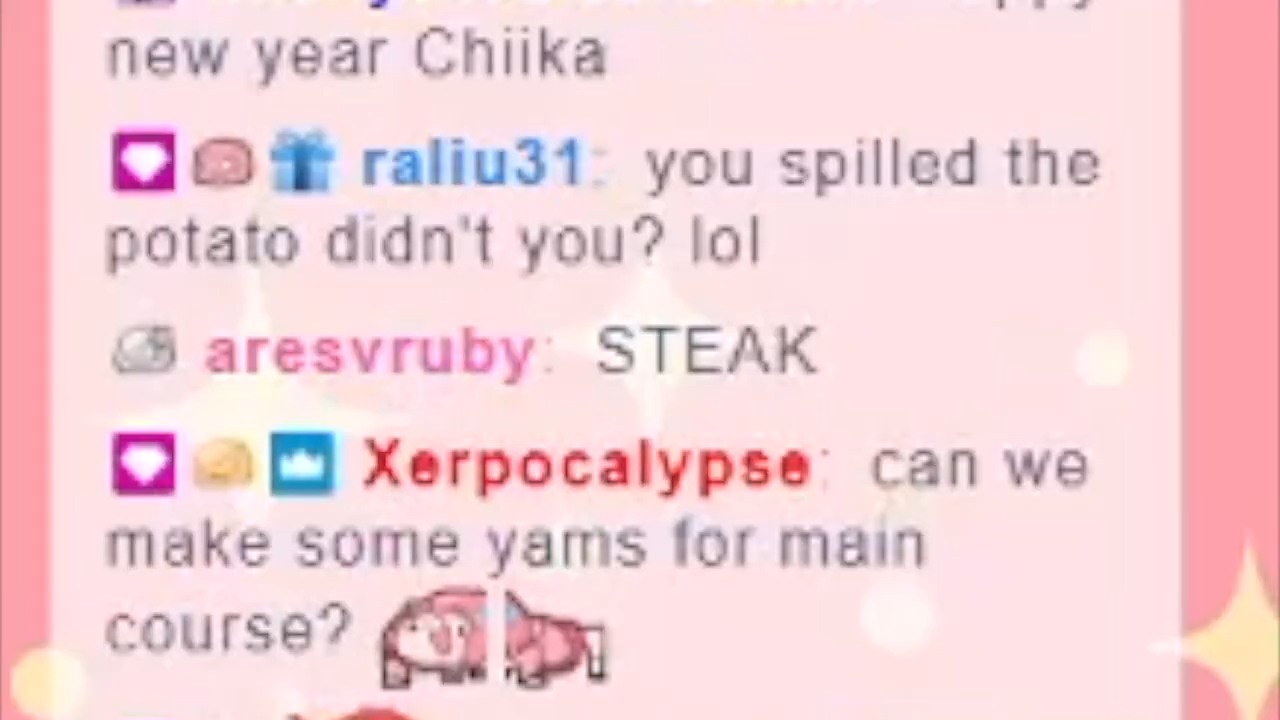 new year Chiika
raliu31: you spilled the
potato didn't you? lol
aresvruby: STEAK
Xerpocalypse: can we
make some yams for main
course?